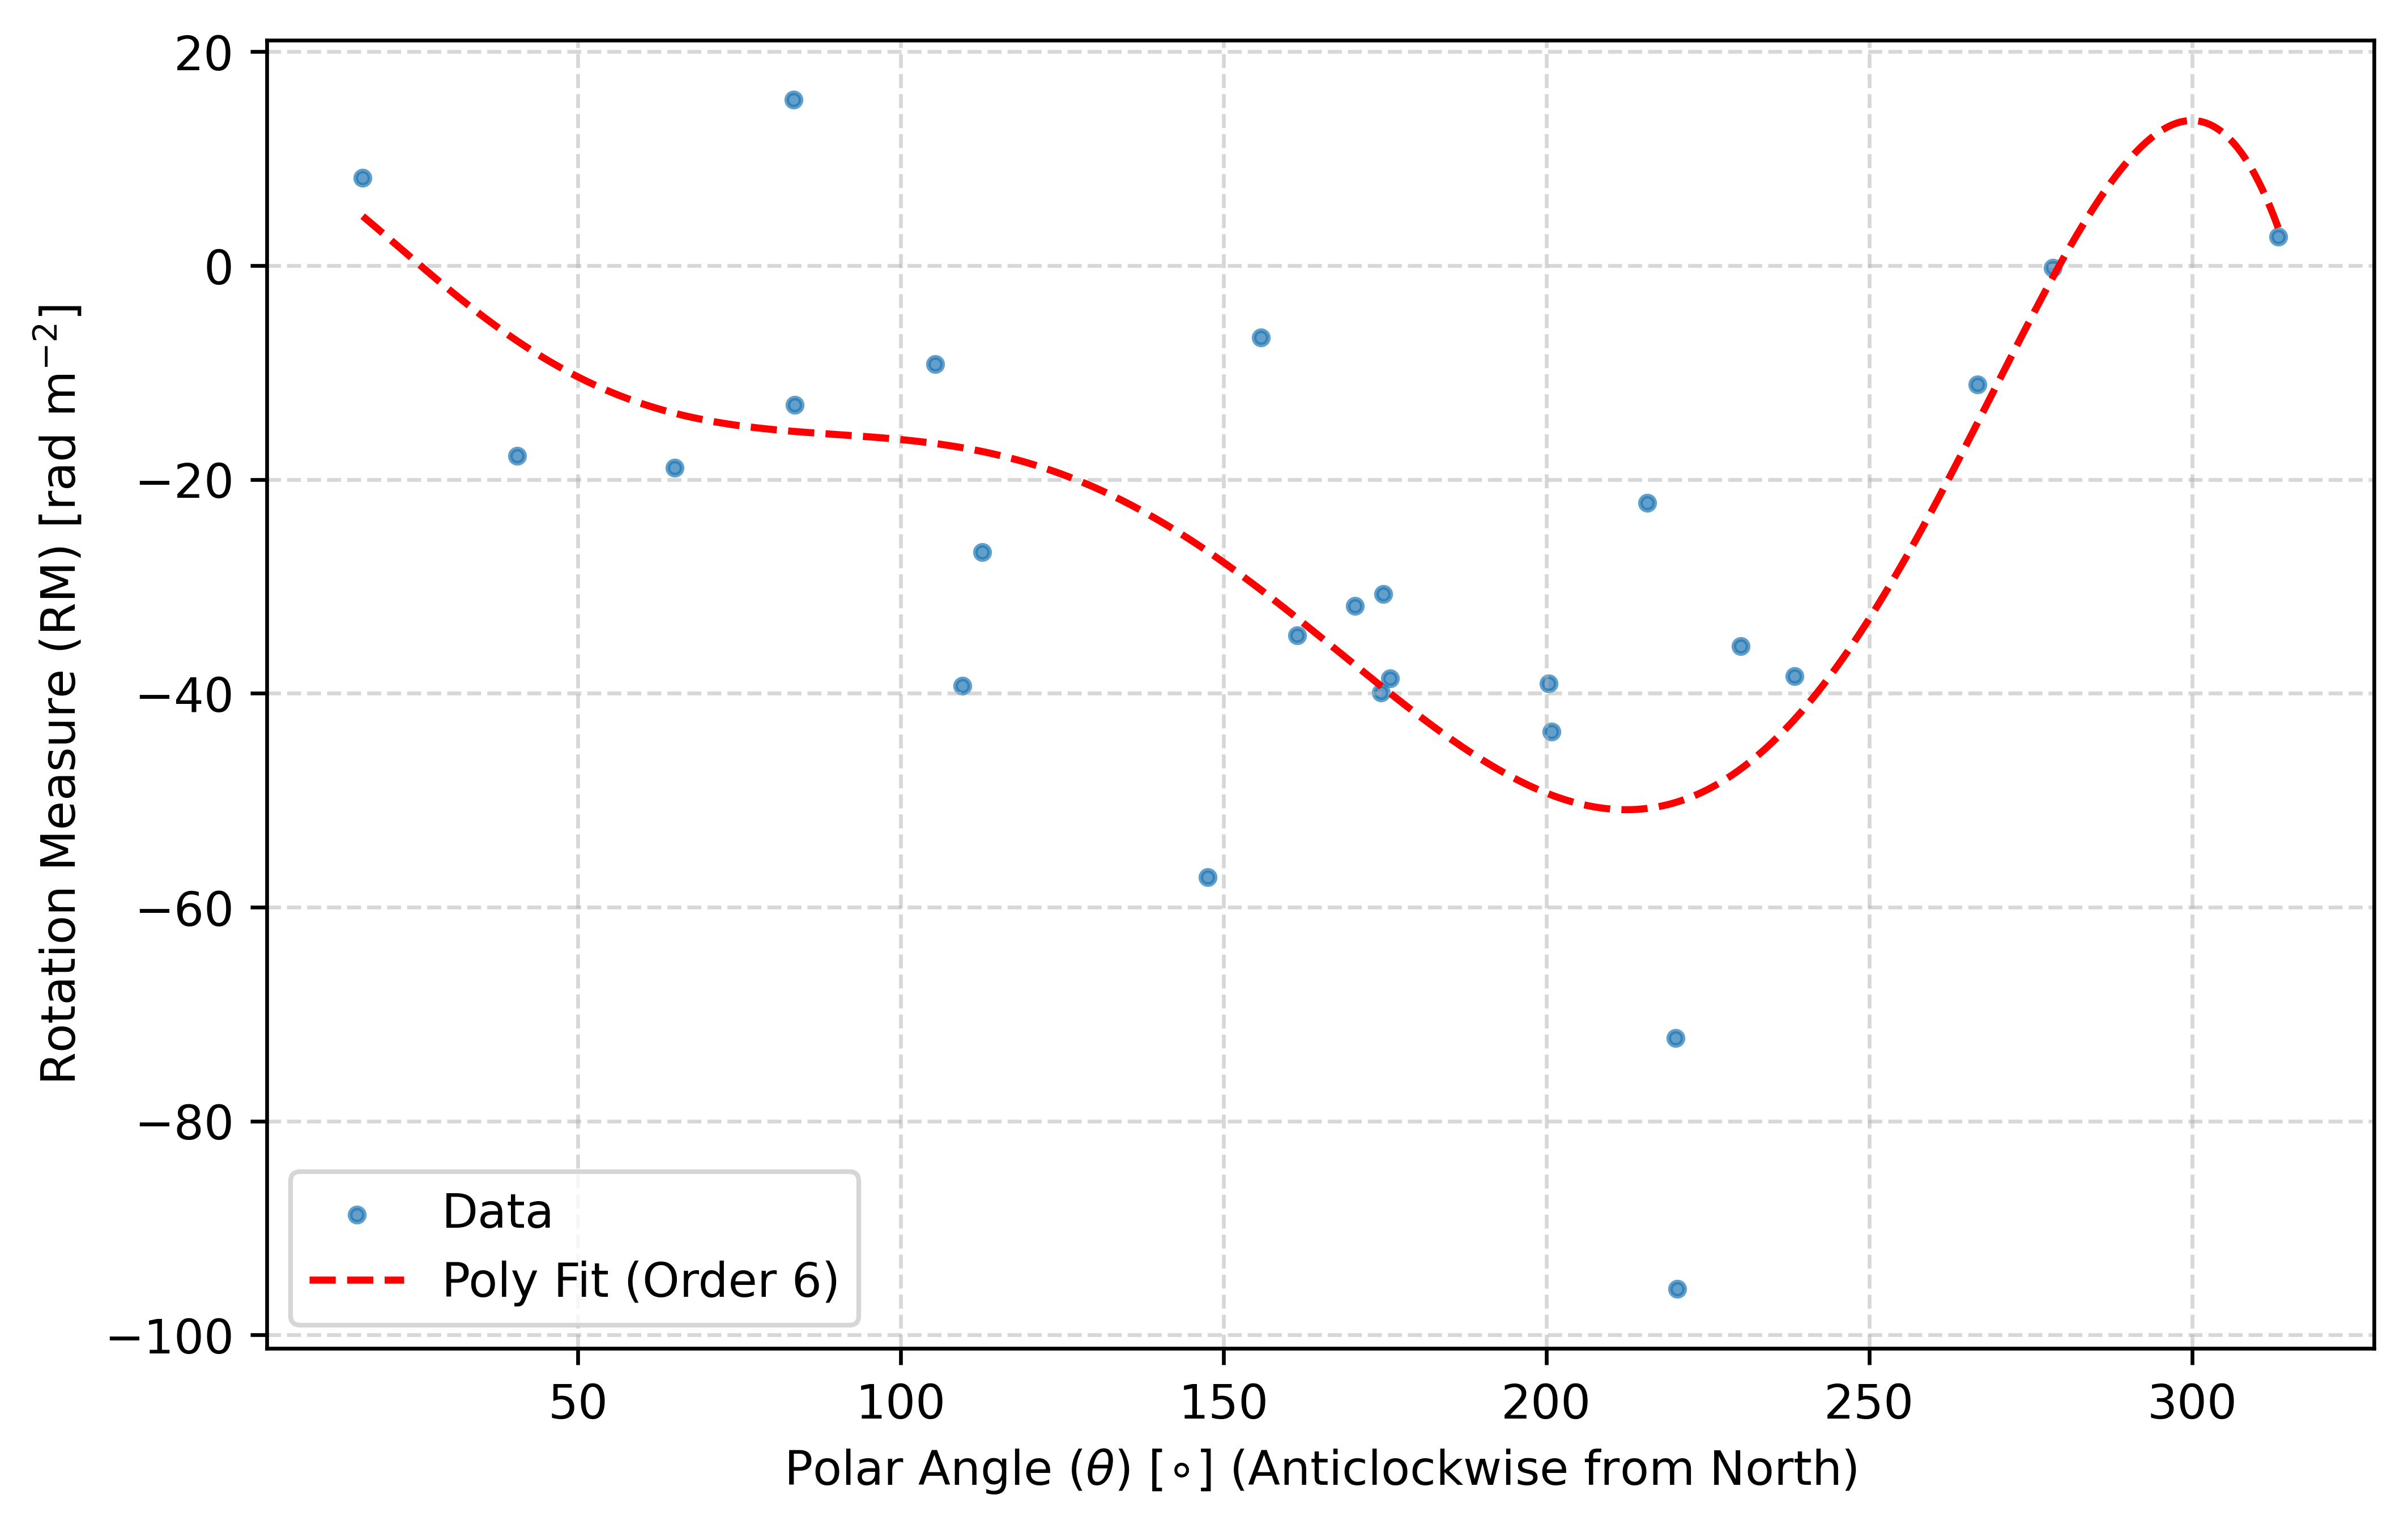 20
0
−20
−40
−60
−80
−100
Rotation Measure (RM) [rad m⁻²]
Data
Poly Fit (Order 6)
50 100 150 200 250 300
Polar Angle (θ) [∘] (Anticlockwise from North)